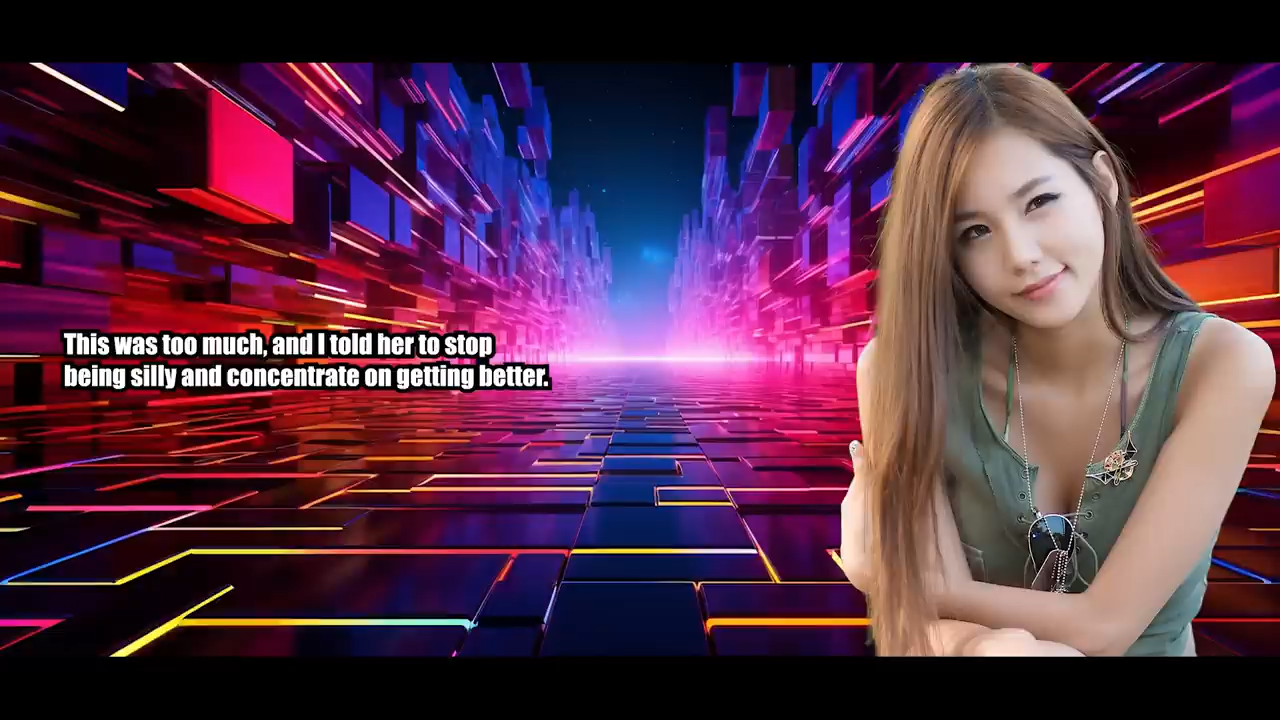 This was too much, and I told her to stop
being silly and concentrate on getting better.